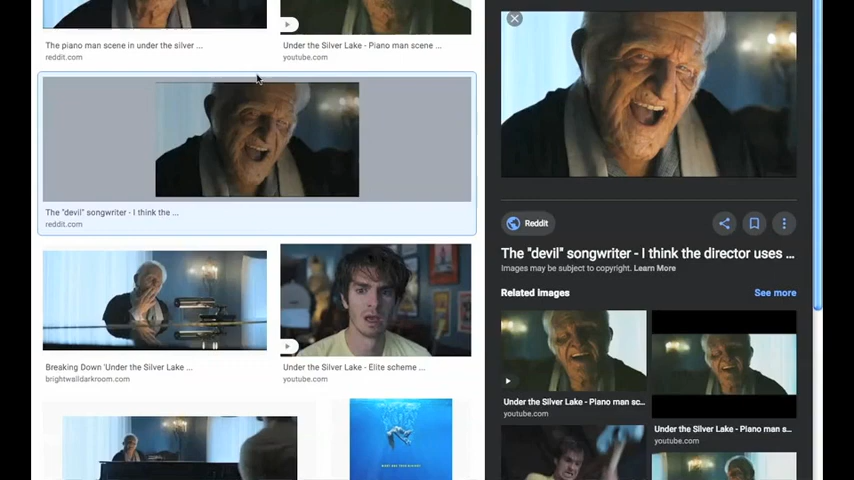 The piano man scene in under the silver ...
reddit.com
Under the Silver Lake - Piano man scene ...
youtube.com
The "devil" songwriter - I think the ...
reddit.com
Breaking Down 'Under the Silver Lake ...
brightwalldarkroom.com
Under the Silver Lake - Elite scheme ...
youtube.com
Reddit
The "devil" songwriter - I think the director uses ...
Images may be subject to copyright. Learn More
Related Images
See more
Under the Silver Lake - Piano man sc...
youtube.com
Under the Silver Lake - Piano man s...
youtube.com